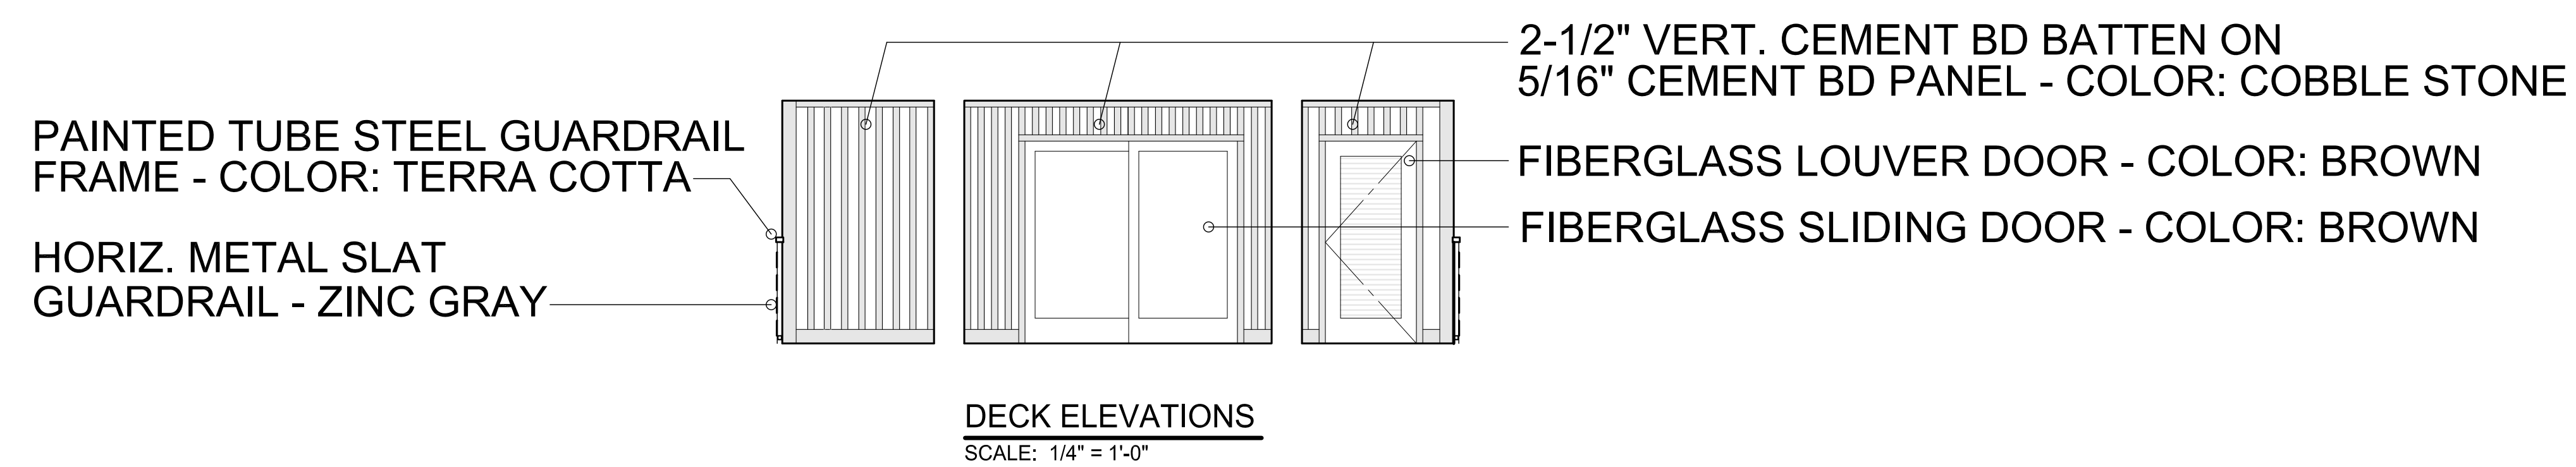 2-1/2" VERT. CEMENT BD BATTEN ON
5/16" CEMENT BD PANEL - COLOR: COBBLE STONE
PAINTED TUBE STEEL GUARDRAIL
FRAME - COLOR: TERRA COTTA
FIBERGLASS LOUVER DOOR - COLOR: BROWN
FIBERGLASS SLIDING DOOR - COLOR: BROWN
HORIZ. METAL SLAT
GUARDRAIL - ZINC GRAY
DECK ELEVATIONS
SCALE: 1/4" = 1'-0"